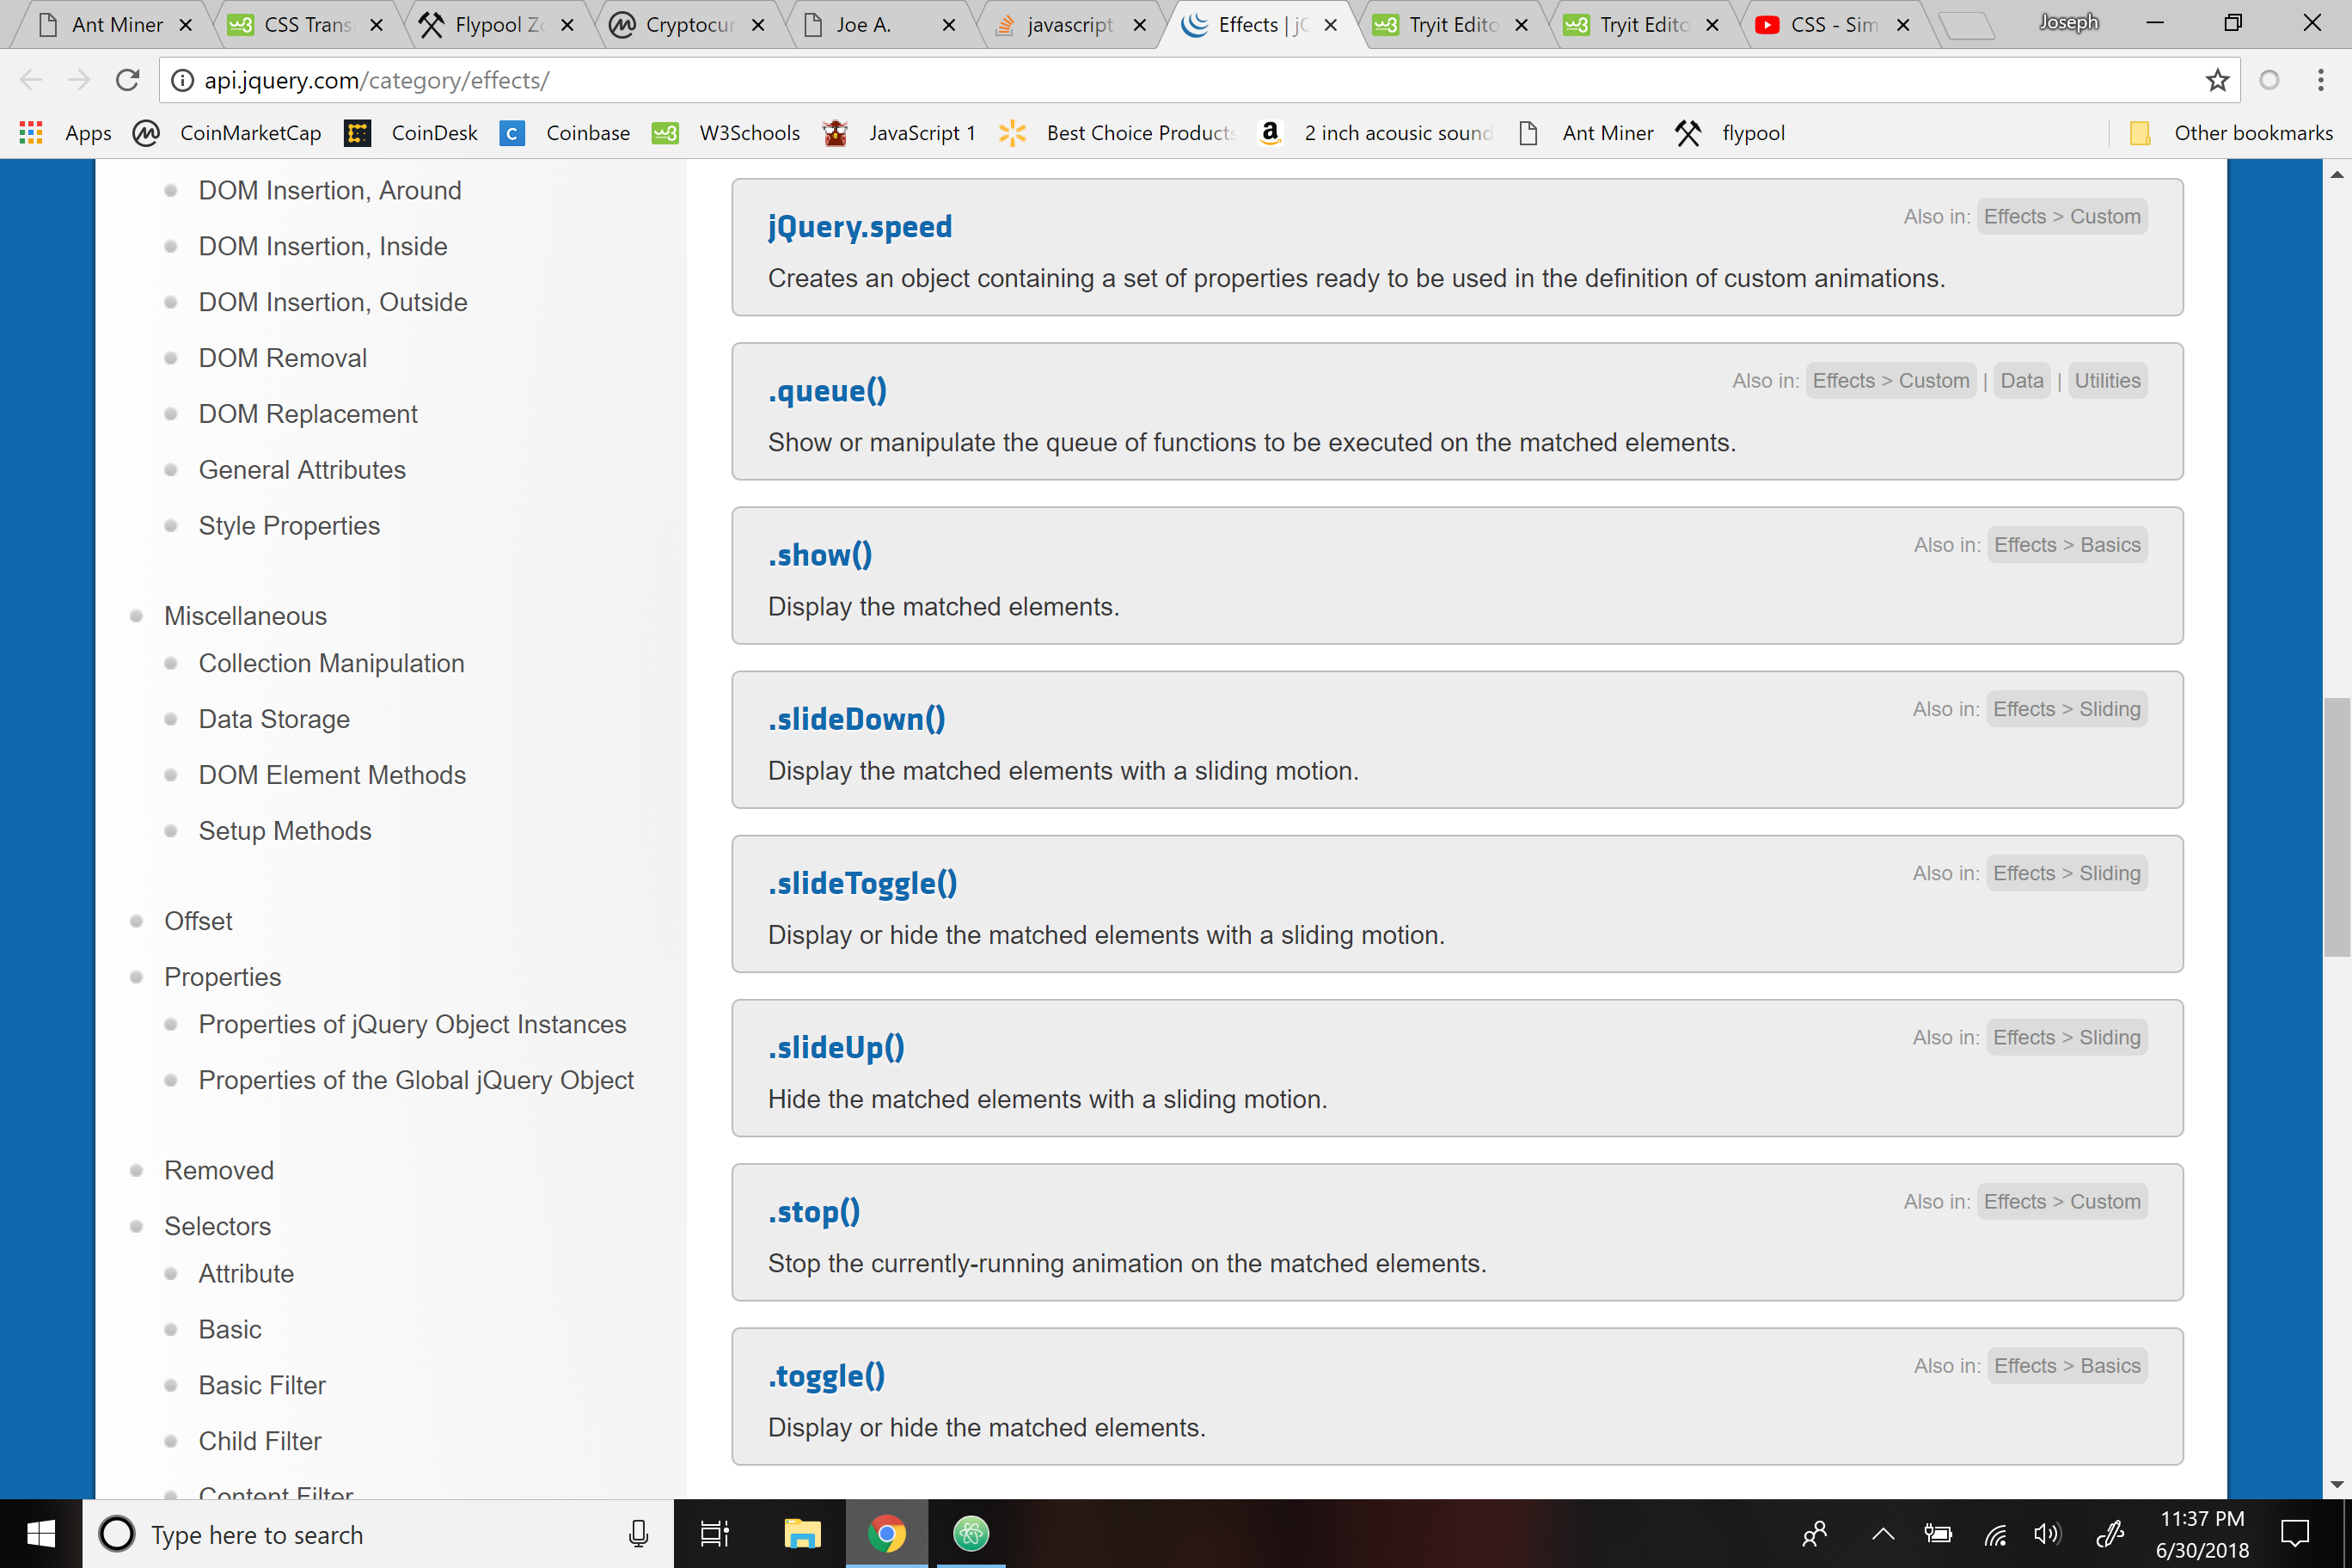 Ant Miner
CSS Trans
Flypool Zc
Cryptocur
Joe A.
javascript
Effects | jC
Tryit Edito
Tryit Edito
CSS - Sim
Joseph
api.jquery.com/category/effects/
Apps
CoinMarketCap
CoinDesk
Coinbase
W3Schools
JavaScript 1
Best Choice Products
2 inch acousic sound
Ant Miner
flypool
Other bookmarks
DOM Insertion, Around
DOM Insertion, Inside
DOM Insertion, Outside
DOM Removal
DOM Replacement
General Attributes
Style Properties
Miscellaneous
Collection Manipulation
Data Storage
DOM Element Methods
Setup Methods
Offset
Properties
Properties of jQuery Object Instances
Properties of the Global jQuery Object
Removed
Selectors
Attribute
Basic
Basic Filter
Child Filter
Content Filter
jQuery.speed
Also in: Effects > Custom
Creates an object containing a set of properties ready to be used in the definition of custom animations.
.queue()
Also in: Effects > Custom | Data | Utilities
Show or manipulate the queue of functions to be executed on the matched elements.
.show()
Also in: Effects > Basics
Display the matched elements.
.slideDown()
Also in: Effects > Sliding
Display the matched elements with a sliding motion.
.slideToggle()
Also in: Effects > Sliding
Display or hide the matched elements with a sliding motion.
.slideUp()
Also in: Effects > Sliding
Hide the matched elements with a sliding motion.
.stop()
Also in: Effects > Custom
Stop the currently-running animation on the matched elements.
.toggle()
Also in: Effects > Basics
Display or hide the matched elements.
Type here to search
11:37 PM
6/30/2018